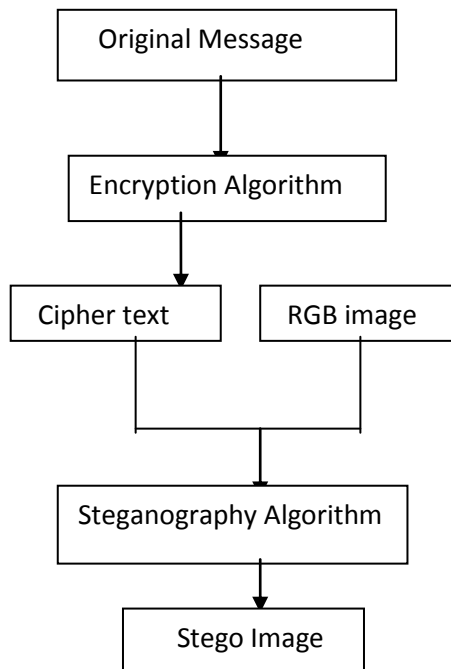 Original Message
Encryption Algorithm
Cipher text
RGB image
Steganography Algorithm
Stego Image